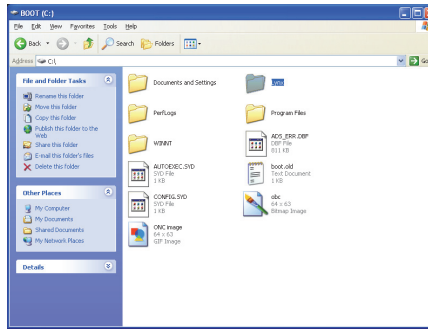 BOOT (C:)
File Edit View Favorites Tools Help
Back Search Folders
Address C:\ Go
File and Folder Tasks
Rename this folder
Move this folder
Copy this folder
Publish this folder to the
Web
Share this folder
E-mail this folder's files
Delete this folder
Other Places
My Computer
My Documents
Shared Documents
My Network Places
Details
Documents and Settings
PerfLogs
Program Files
WINNT
ADS_ERR.DBF
DBF File
811 KB
AUTOEXEC.SYD
SYD File
1 KB
boot.old
Text Document
1 KB
CONFIG.SYD
SYD File
1 KB
obc
64 x 63
Bitmap Image
ONC image
64 x 63
GIF Image